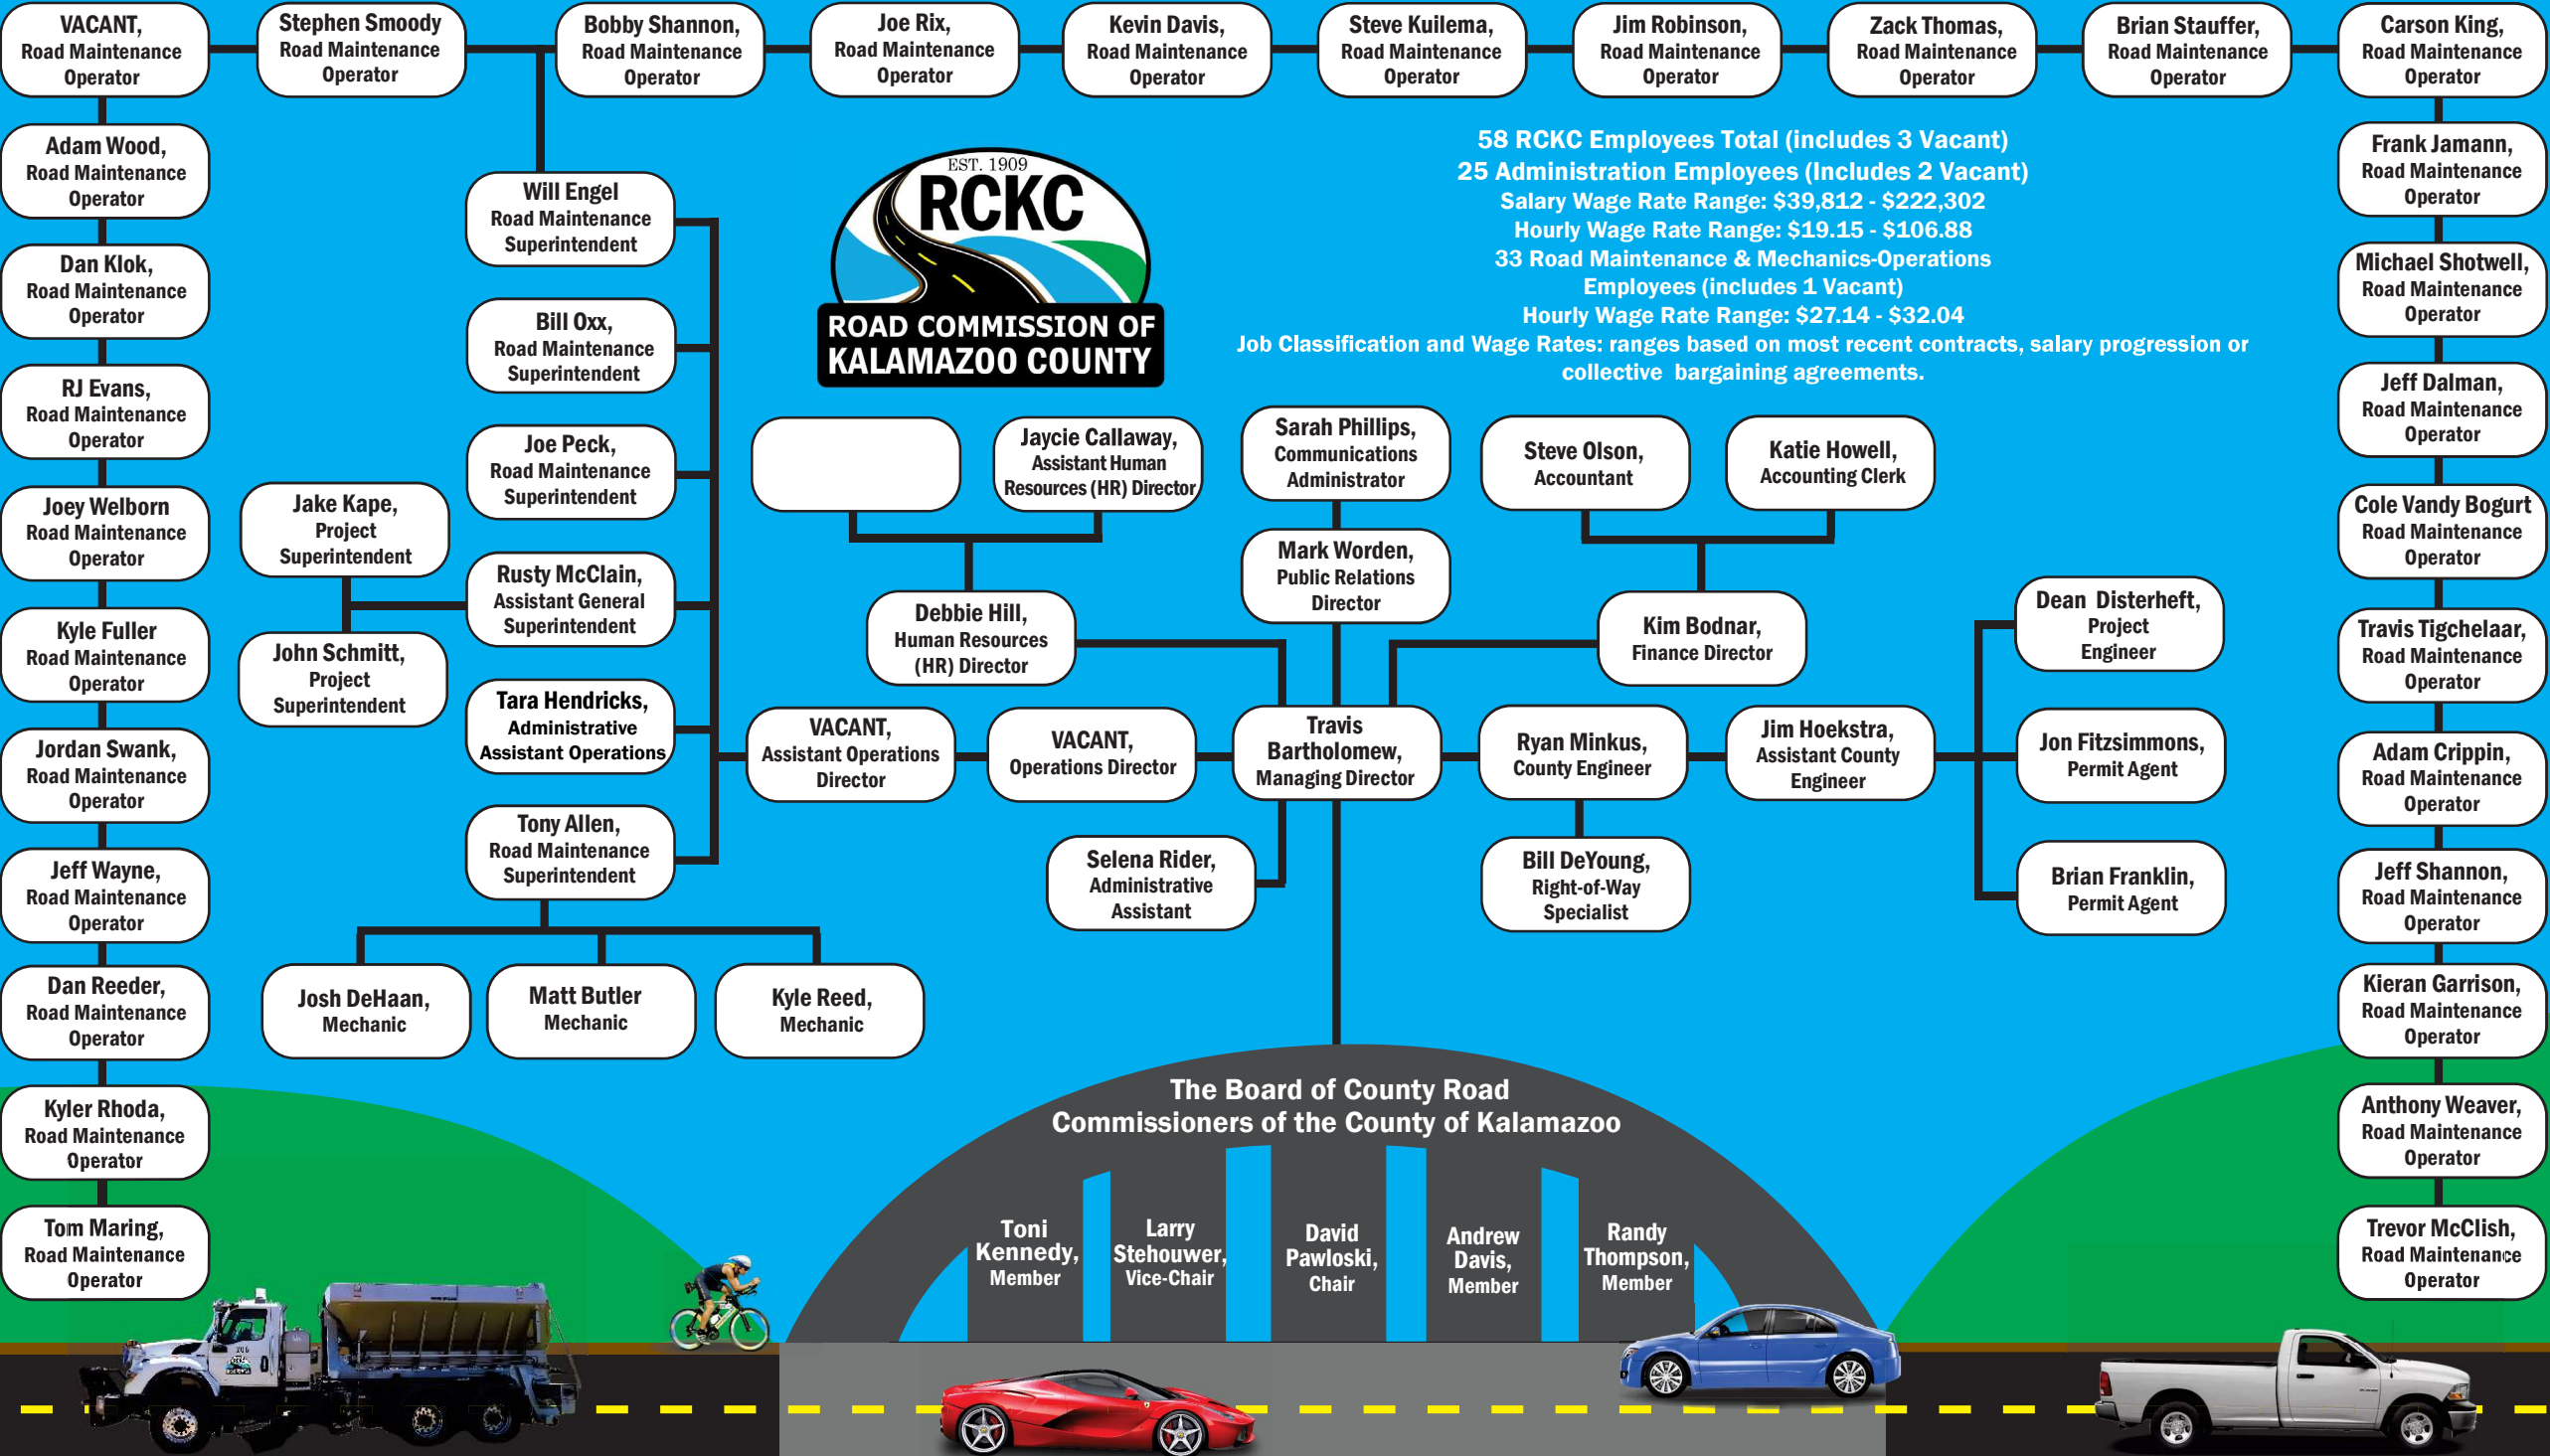 VACANT,
Road Maintenance
Operator
Stephen Smoody
Road Maintenance
Operator
Bobby Shannon,
Road Maintenance
Operator
Joe Rix,
Road Maintenance
Operator
Kevin Davis,
Road Maintenance
Operator
Steve Kuilema,
Road Maintenance
Operator
Jim Robinson,
Road Maintenance
Operator
Zack Thomas,
Road Maintenance
Operator
Brian Stauffer,
Road Maintenance
Operator
Carson King,
Road Maintenance
Operator
Adam Wood,
Road Maintenance
Operator
Dan Klok,
Road Maintenance
Operator
RJ Evans,
Road Maintenance
Operator
Joey Welborn
Road Maintenance
Operator
Kyle Fuller
Road Maintenance
Operator
Jordan Swank,
Road Maintenance
Operator
Jeff Wayne,
Road Maintenance
Operator
Dan Reeder,
Road Maintenance
Operator
Kyler Rhoda,
Road Maintenance
Operator
Tom Maring,
Road Maintenance
Operator
Will Engel
Road Maintenance
Superintendent
Bill Oxx,
Road Maintenance
Superintendent
Joe Peck,
Road Maintenance
Superintendent
Jake Kape,
Project
Superintendent
Rusty McClain,
Assistant General
Superintendent
John Schmitt,
Project
Superintendent
Tara Hendricks,
Administrative
Assistant Operations
Tony Allen,
Road Maintenance
Superintendent
Josh DeHaan,
Mechanic
Matt Butler
Mechanic
Kyle Reed,
Mechanic
EST. 1909
RCKC
ROAD COMMISSION OF
KALAMAZOO COUNTY
58 RCKC Employees Total (includes 3 Vacant)
25 Administration Employees (Includes 2 Vacant)
Salary Wage Rate Range: $39,812 - $222,302
Hourly Wage Rate Range: $19.15 - $106.88
33 Road Maintenance & Mechanics-Operations
Employees (includes 1 Vacant)
Hourly Wage Rate Range: $27.14 - $32.04
Job Classification and Wage Rates: ranges based on most recent contracts, salary progression or
collective bargaining agreements.
Jaycie Callaway,
Assistant Human
Resources (HR) Director
Sarah Phillips,
Communications
Administrator
Steve Olson,
Accountant
Katie Howell,
Accounting Clerk
Debbie Hill,
Human Resources
(HR) Director
Mark Worden,
Public Relations
Director
Kim Bodnar,
Finance Director
VACANT,
Assistant Operations
Director
VACANT,
Operations Director
Travis
Bartholomew,
Managing Director
Ryan Minkus,
County Engineer
Jim Hoekstra,
Assistant County
Engineer
Dean Disterheft,
Project
Engineer
Jon Fitzsimmons,
Permit Agent
Brian Franklin,
Permit Agent
Selena Rider,
Administrative
Assistant
Bill DeYoung,
Right-of-Way
Specialist
Frank Jamann,
Road Maintenance
Operator
Michael Shotwell,
Road Maintenance
Operator
Jeff Dalman,
Road Maintenance
Operator
Cole Vandy Bogurt
Road Maintenance
Operator
Travis Tigchelaar,
Road Maintenance
Operator
Adam Crippin,
Road Maintenance
Operator
Jeff Shannon,
Road Maintenance
Operator
Kieran Garrison,
Road Maintenance
Operator
Anthony Weaver,
Road Maintenance
Operator
Trevor McClish,
Road Maintenance
Operator
The Board of County Road
Commissioners of the County of Kalamazoo
Toni
Kennedy,
Member
Larry
Stehouwer,
Vice-Chair
David
Pawloski,
Chair
Andrew
Davis,
Member
Randy
Thompson,
Member